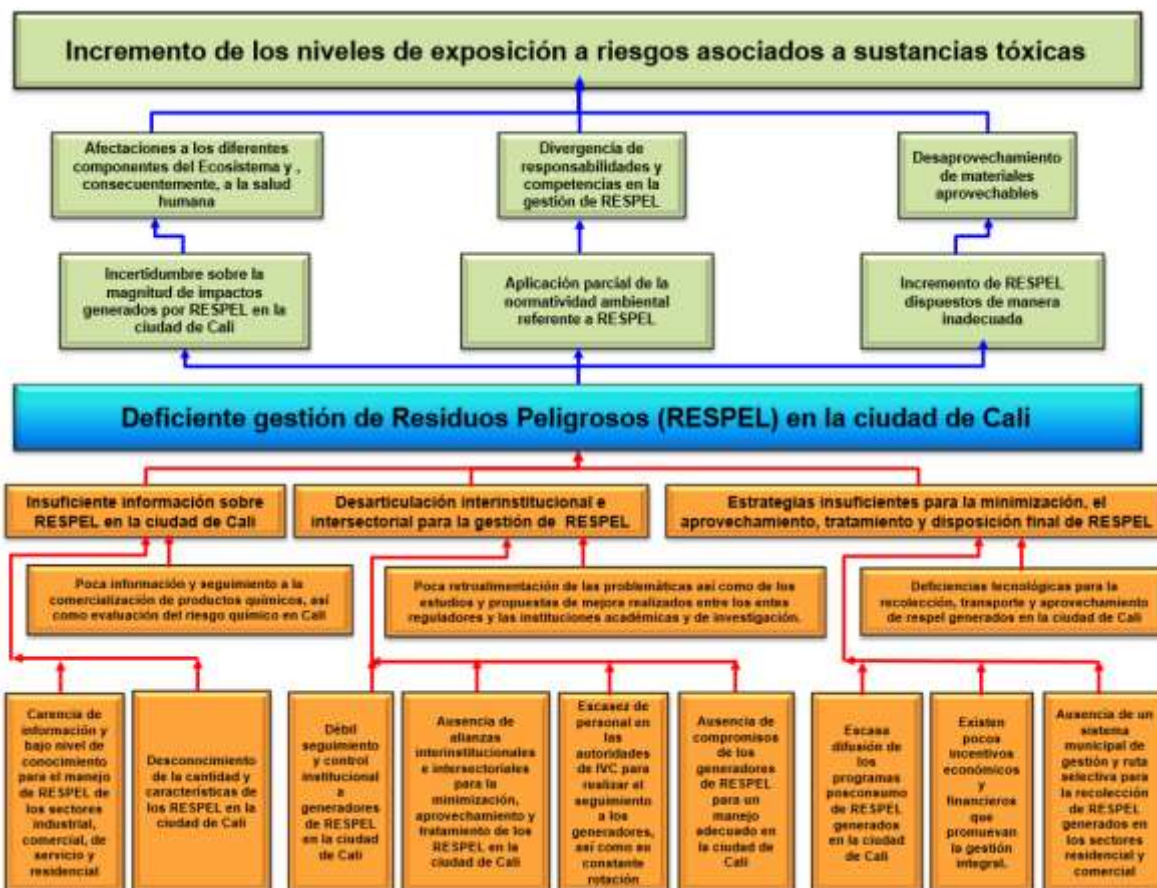 Incremento de los niveles de exposición a riesgos asociados a sustancias tóxicas
Afectaciones a los diferentes
componentes del Ecosistema y ,
consecuentemente, a la salud
humana
Divergencia de
responsabilidades y
competencias en la
gestión de RESPEL
Desaprovechamiento
de materiales
aprovechables
Incertidumbre sobre la
magnitud de impactos
generados por RESPEL en la
ciudad de Cali
Aplicación parcial de la
normatividad ambiental
referente a RESPEL
Incremento de RESPEL
dispuestos de manera
inadecuada
Deficiente gestión de Residuos Peligrosos (RESPEL) en la ciudad de Cali
Insuficiente información sobre
RESPEL en la ciudad de Cali
Desarticulación interinstitucional e
intersectorial para la gestión de RESPEL
Estrategias insuficientes para la minimización, el
aprovechamiento, tratamiento y disposición final de RESPEL
Poca información y seguimiento a la
comercialización de productos químicos, así
como evaluación del riesgo químico en Cali
Poca retroalimentación de las problemáticas así como de los
estudios y propuestas de mejora realizados entre los entes
reguladores y las instituciones académicas y de investigación.
Deficiencias tecnológicas para la
recolección, transporte y aprovechamiento
de respel generados en la ciudad de Cali
Carencia de
información y
bajo nivel de
conocimiento
para el manejo
de RESPEL de
los sectores
industrial,
comercial, de
servicio y
residencial
Desconocimiento
de la cantidad y
características de
los RESPEL en la
ciudad de Cali
Débil
seguimiento
y control
institucional
a
generadores
de RESPEL
en la ciudad
de Cali
Ausencia de
alianzas
interinstitucionales
e intersectoriales
para la
minimización,
aprovechamiento y
tratamiento de los
RESPEL en la
ciudad de Cali
Escasez de
personal en
las
autoridades
de IVC para
realizar el
seguimiento
a los
generadores,
así como su
constante
rotación
Ausencia de
compromisos
de los
generadores
de RESPEL
para un
manejo
adecuado en
la ciudad de
Cali
Escasa
difusión de
los
programas
posconsumo
de RESPEL
generados
en la ciudad
de Cali
Existen
pocos
incentivos
económicos
y
financieros
que
promuevan
la gestión
integral.
Ausencia de un
sistema
municipal de
gestión y ruta
selectiva para la
recolección de
RESPEL
generados en los
sectores
residencial y
comercial